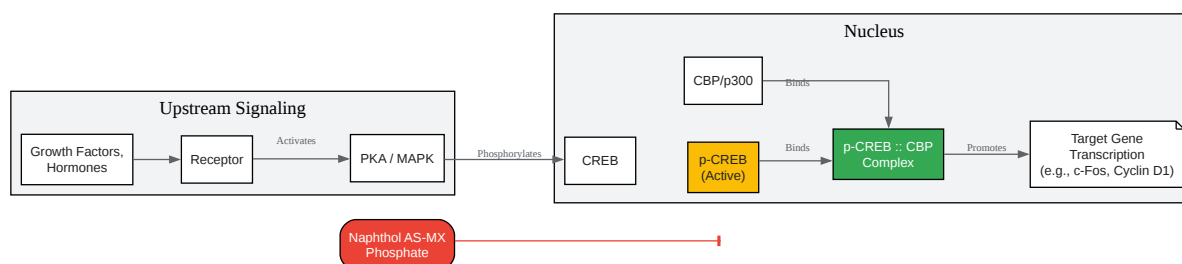 Upstream Signaling
Growth Factors,
Hormones
Receptor
Activates
PKA / MAPK
Phosphorylates
Nucleus
CREB
CBP/p300
Binds
p-CREB
(Active)
Binds
p-CREB :: CBP
Complex
Promotes
Target Gene
Transcription
(e.g., c-Fos, Cyclin D1)
Naphthol AS-MX
Phosphate